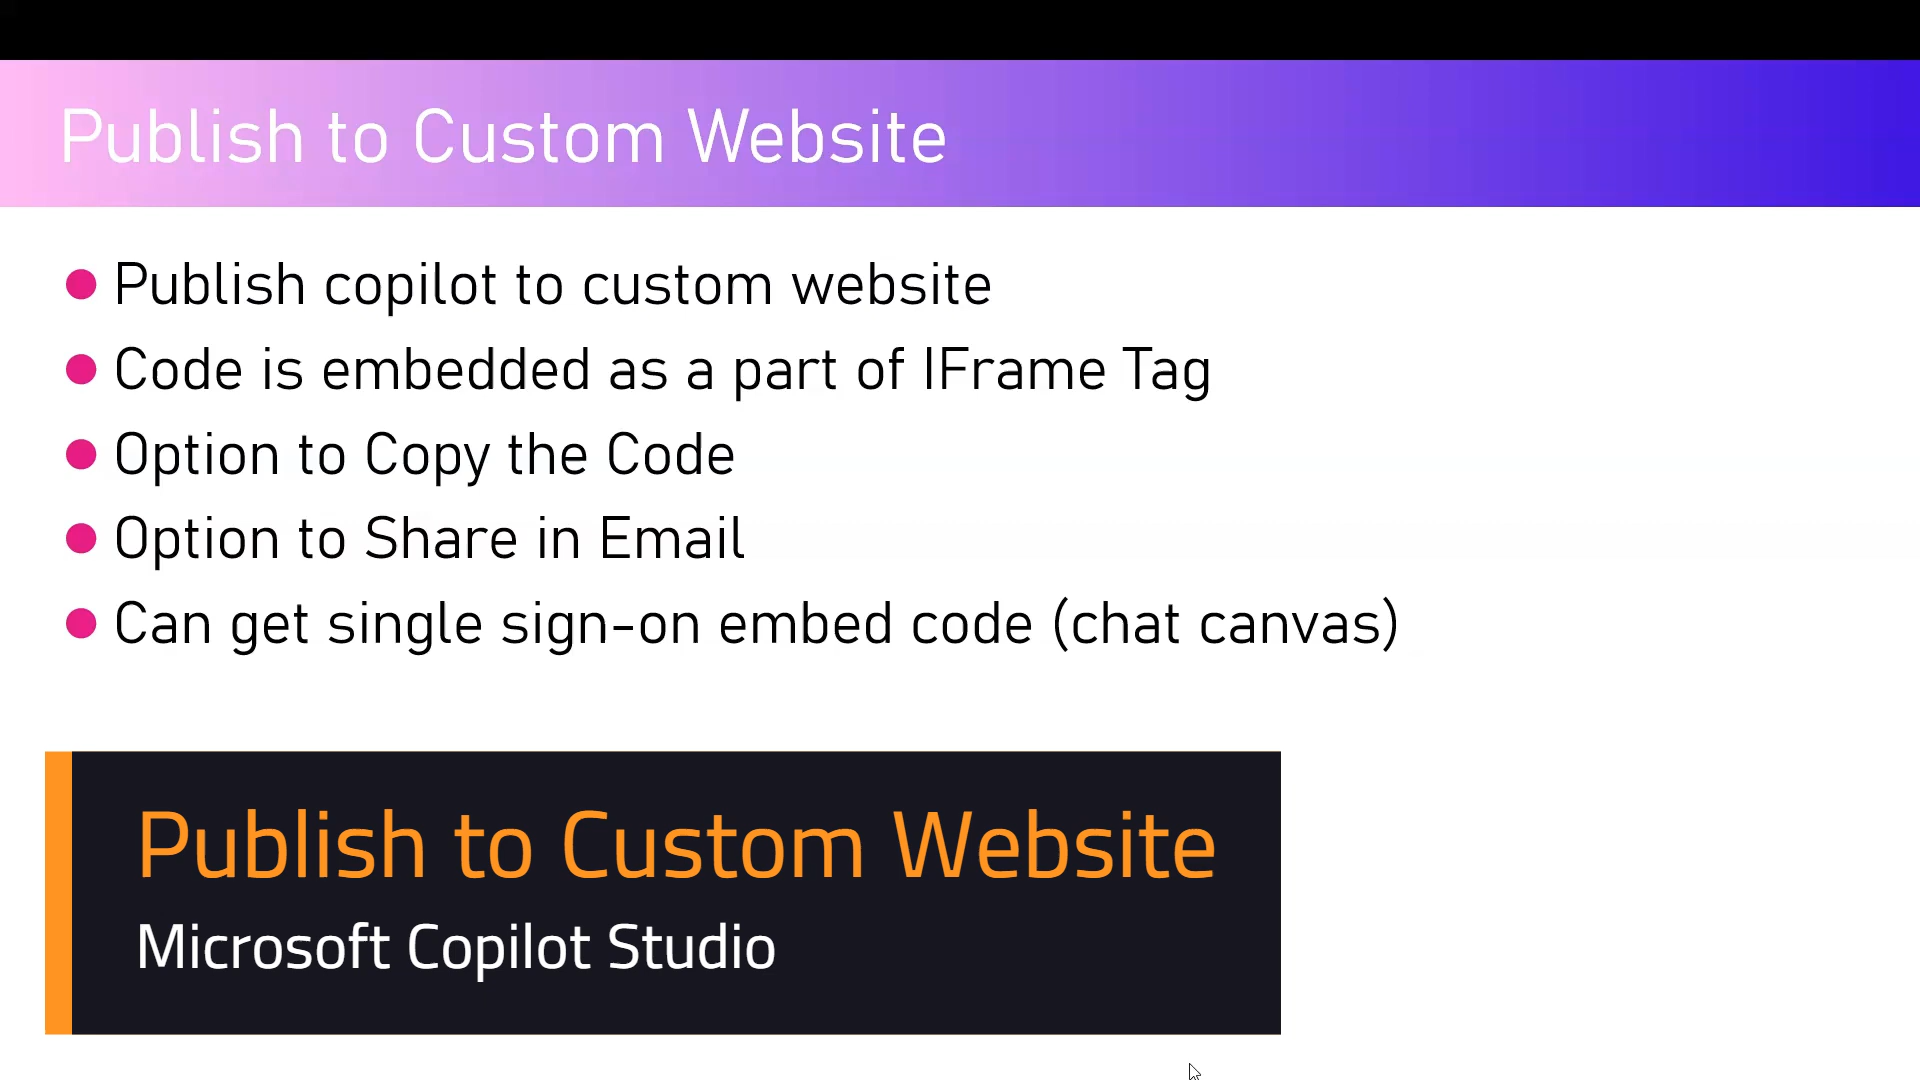 Publish to Custom Website
Publish copilot to custom website
Code is embedded as a part of IFrame Tag
Option to Copy the Code
Option to Share in Email
Can get single sign-on embed code (chat canvas)
Publish to Custom Website
Microsoft Copilot Studio